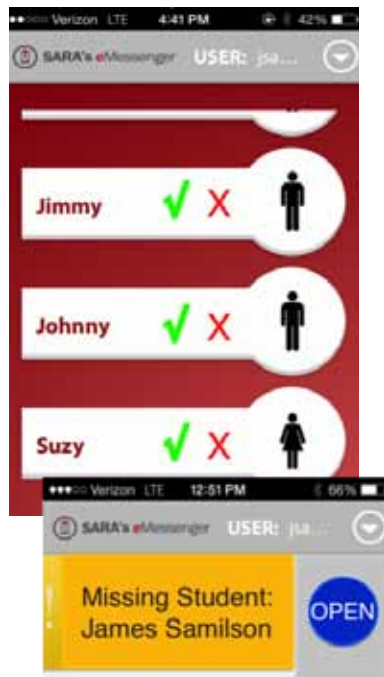 Verizon LTE 4:41 PM 42%
SARA's eMessenger USER: jsa...
Jimmy √ X
Johnny √ X
Suzy √ X
Verizon LTE 12:51 PM 66%
SARA's eMessenger USER: jsa...
! Missing Student:
James Samilson
OPEN